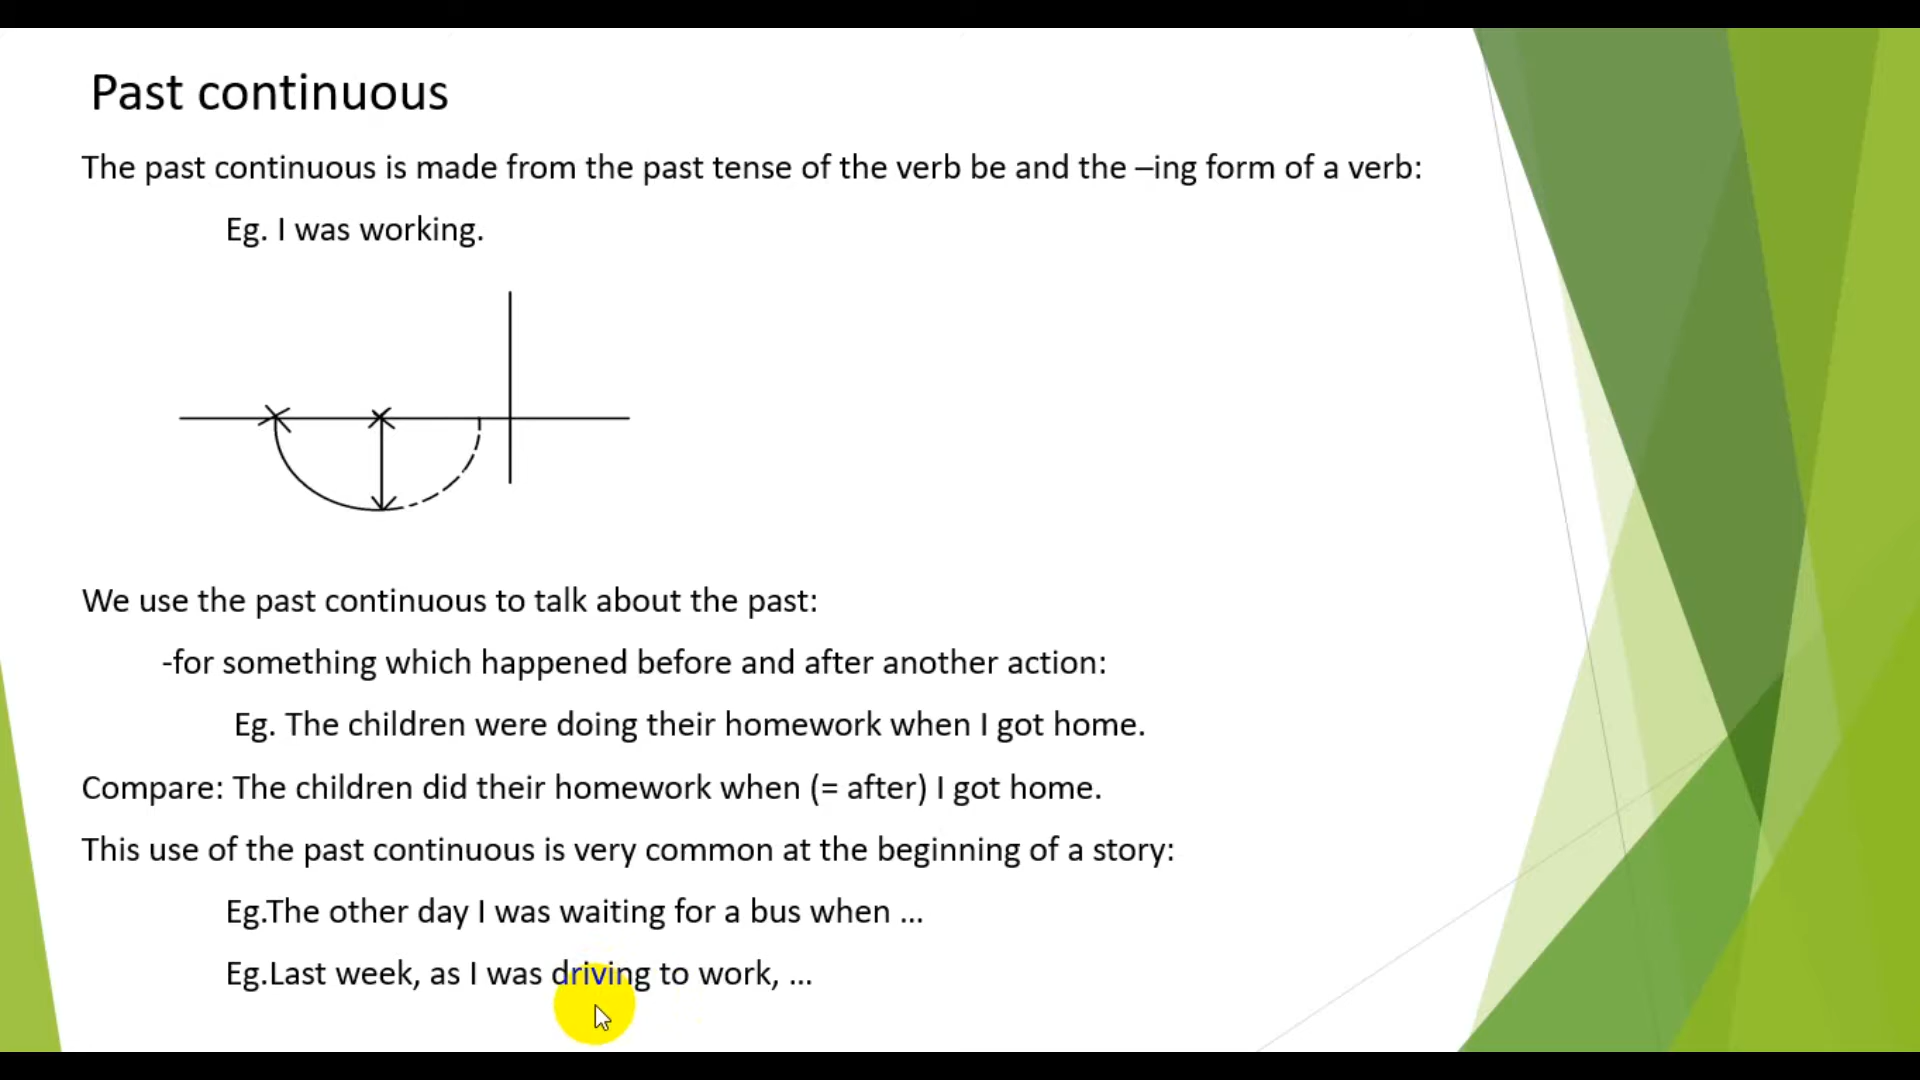 Past continuous
The past continuous is made from the past tense of the verb be and the –ing form of a verb:
Eg. I was working.
We use the past continuous to talk about the past:
-for something which happened before and after another action:
Eg. The children were doing their homework when I got home.
Compare: The children did their homework when (= after) I got home.
This use of the past continuous is very common at the beginning of a story:
Eg.The other day I was waiting for a bus when ...
Eg.Last week, as I was driving to work, ...